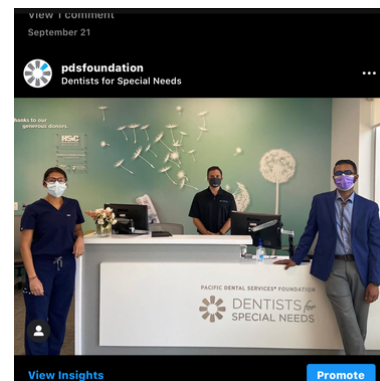 View 1 comment
September 21
pdsfoundation
Dentists for Special Needs
hanks to our
generous donors.
PACIFIC DENTAL SERVICES® FOUNDATION
DENTISTS for
SPECIAL NEEDS
View Insights
Promote